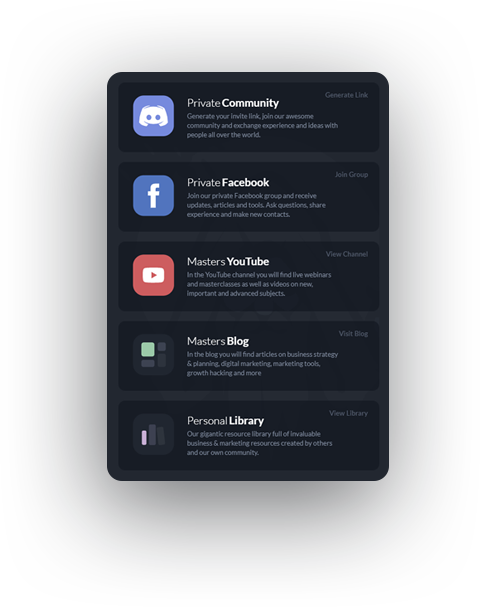 Generate Link
Private Community
Generate your invite link, join our awesome
community and exchange experience and ideas with
people all over the world.
Join Group
Private Facebook
Join our private Facebook group and receive
updates, articles and tools. Ask questions, share
experience and make new contacts.
View Channel
Masters YouTube
In the YouTube channel you will find live webinars
and masterclasses as well as videos on new,
important and advanced subjects.
Visit Blog
Masters Blog
In the blog you will find articles on business strategy
& planning, digital marketing, marketing tools,
growth hacking and more
View Library
Personal Library
Our gigantic resource library full of invaluable
business & marketing resources created by others
and our own community.